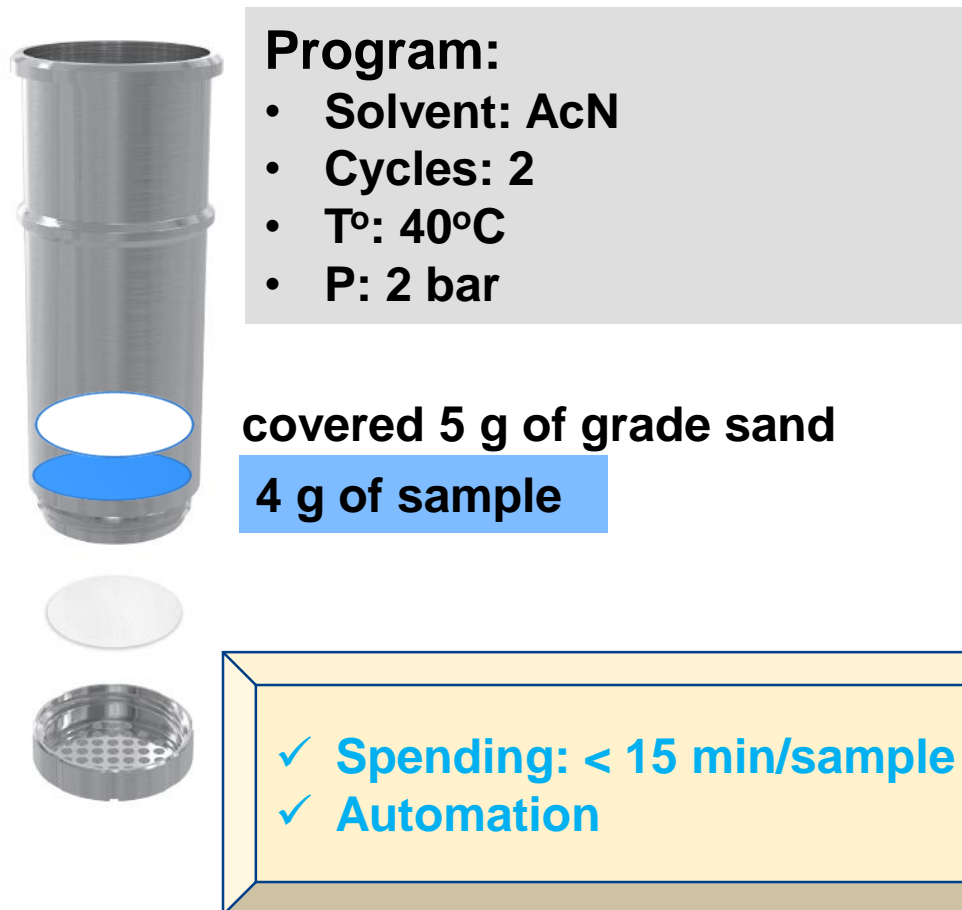 Program:
• Solvent: AcN
• Cycles: 2
• Tº: 40ºC
• P: 2 bar
covered 5 g of grade sand
4 g of sample
✓ Spending: < 15 min/sample
✓ Automation